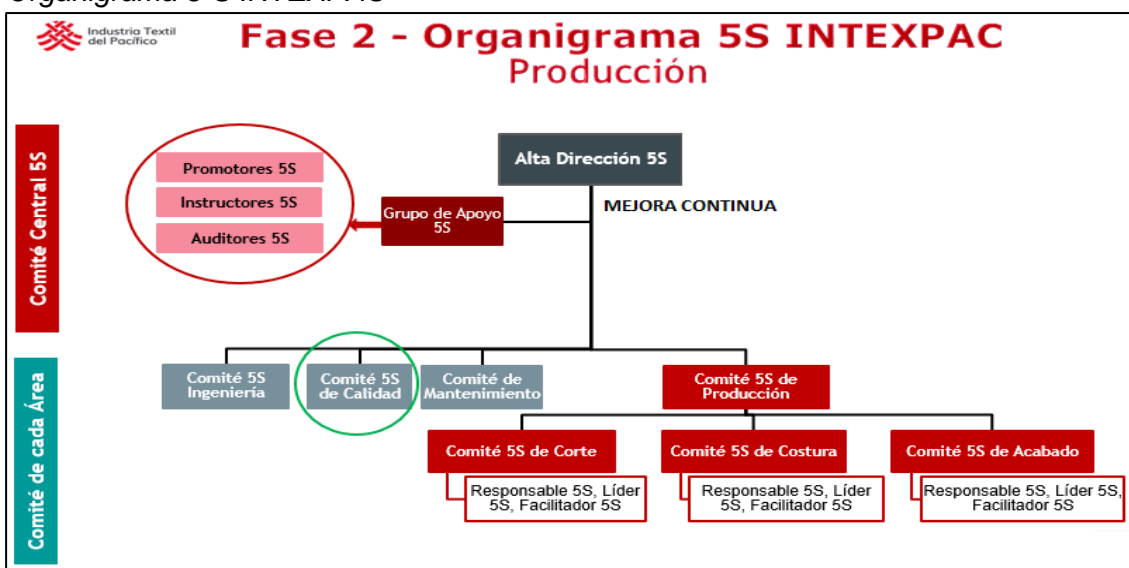 Organigrama 5 S INTEXPAC
Industria Textil
del Pacífico
Fase 2 - Organigrama 5S INTEXPAC
Producción
Comité Central 5S
Promotores 5S
Instructores 5S
Auditores 5S
Grupo de Apoyo
5S
Alta Dirección 5S
MEJORA CONTINUA
Comité de cada Área
Comité 5S
Ingeniería
Comité 5S
de Calidad
Comité de
Mantenimiento
Comité 5S de
Producción
Comité 5S de Corte
Responsable 5S, Líder
5S, Facilitador 5S
Comité 5S de Costura
Responsable 5S, Líder
5S, Facilitador 5S
Comité 5S de Acabado
Responsable 5S, Líder 5S,
Facilitador 5S